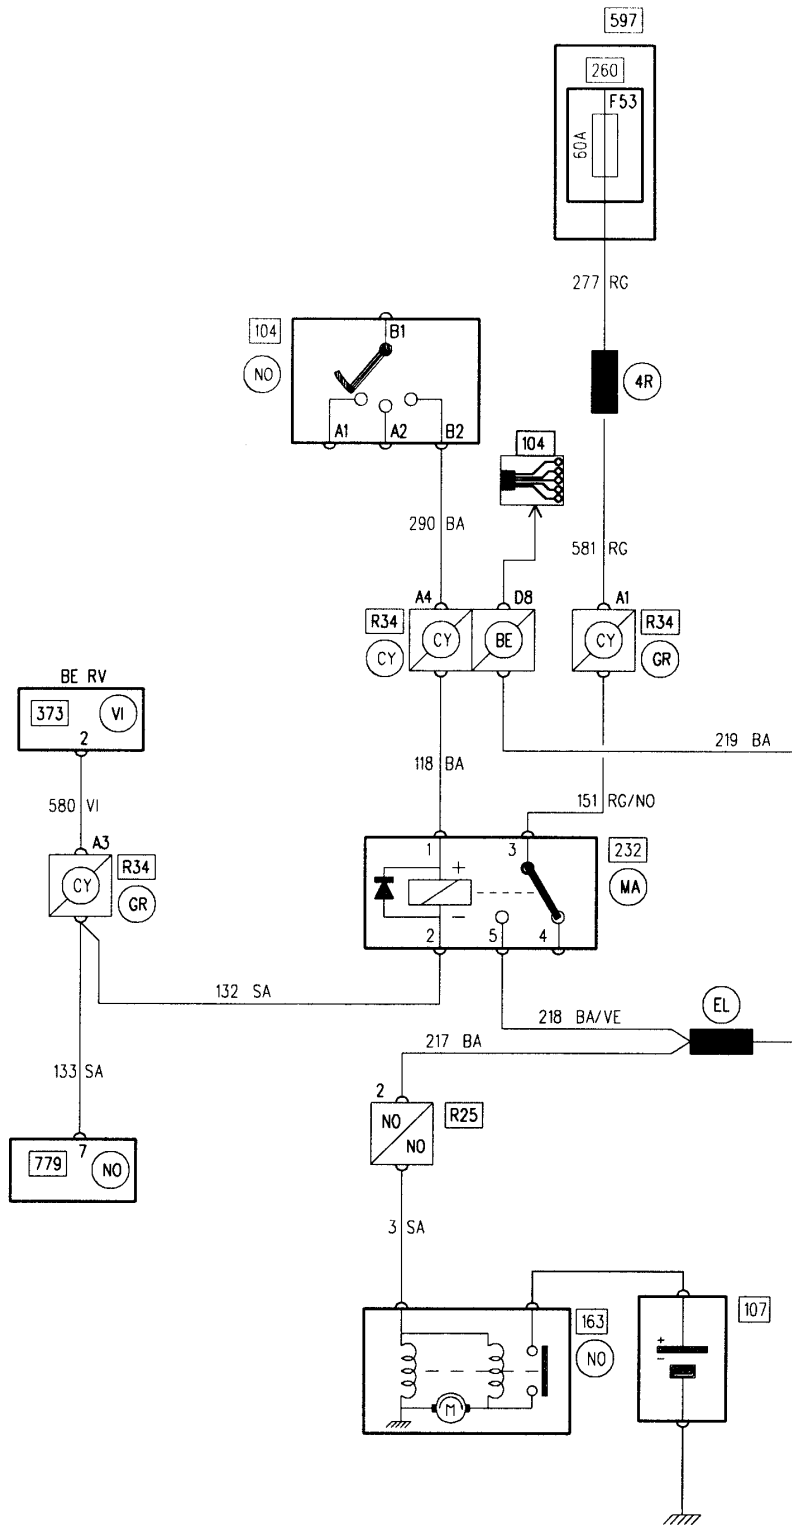 597
260
F53
60A
277 RG
104
B1
NO
4R
A1 A2 B2
104
290 BA
581 RG
A4 D8 A1
R34 CY BE CY R34
CY GR
BE RV
373 VI
2
219 BA
118 BA
580 VI
151 RG/NO
A3
1 3 232
R34
+
CY MA
GR
-
2 5 4
132 SA
EL
218 BA/VE
217 BA
133 SA
2
NO R25
NO
7
779 NO
3 SA
163 107
+
-
NO
M